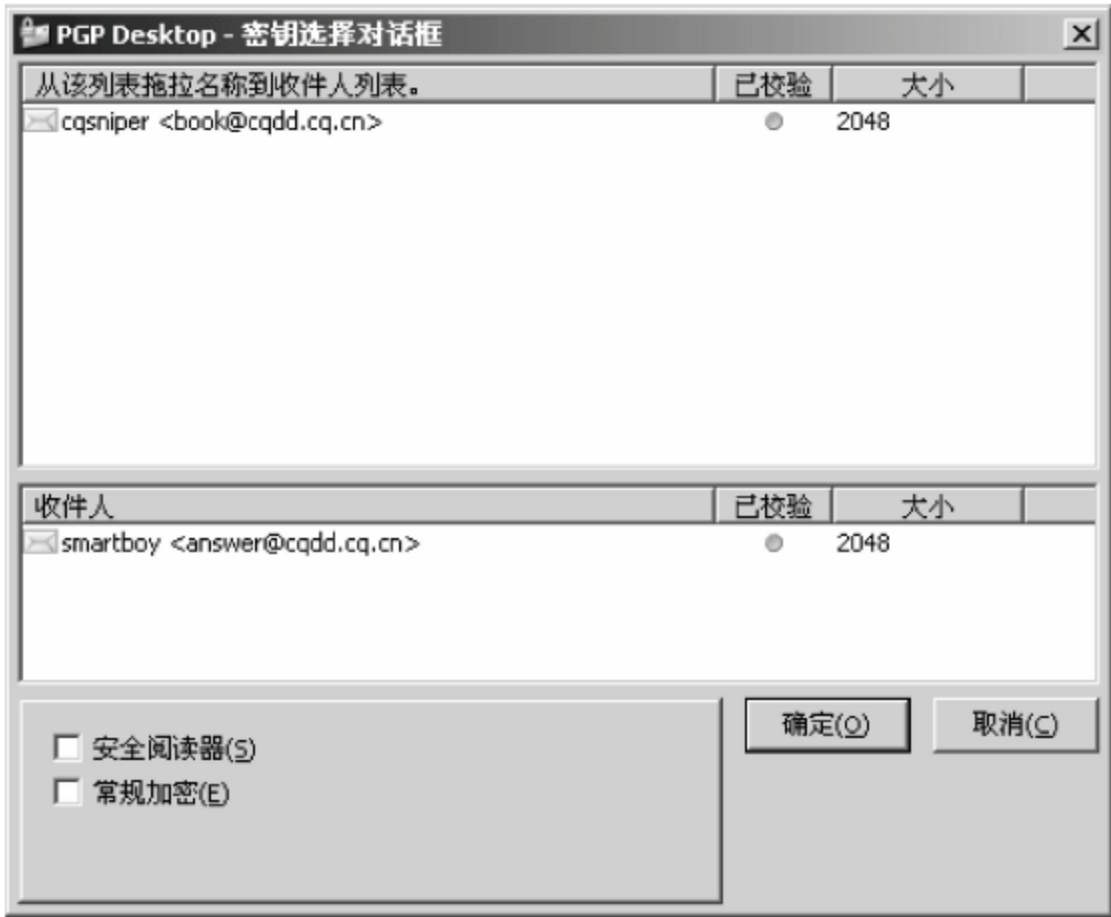 PGP Desktop - 密钥选择对话框
从该列表拖拉名称到收件人列表。 已校验 大小
cqsniper <book@cqdd.cq.cn> 2048
收件人 已校验 大小
smartboy <answer@cqdd.cq.cn> 2048
确定(O) 取消(C)
安全阅读器(S)
常规加密(E)